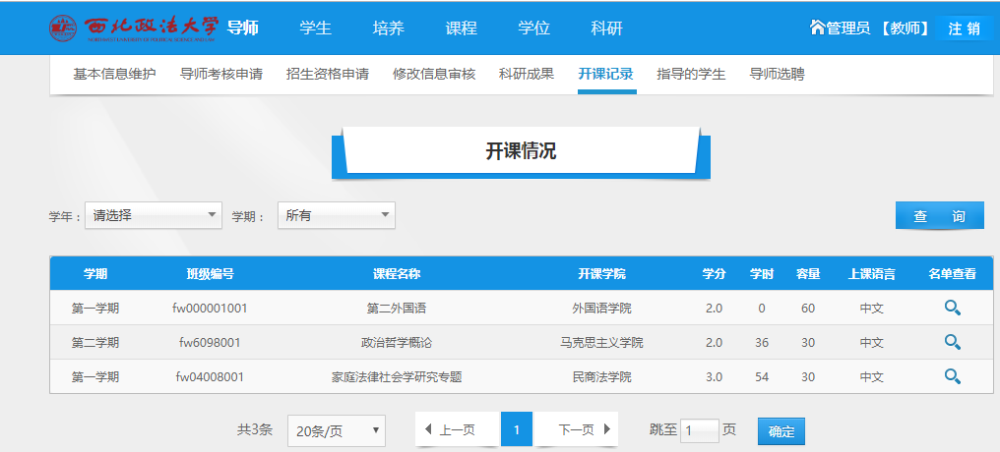 西北政法大学 导师 学生 培养 课程 学位 科研 管理员 【教师】 注 销
基本信息维护 导师考核申请 招生资格申请 修改信息审核 科研成果 开课记录 指导的学生 导师选聘
开课情况
学年： 请选择 学期： 所有 查 询
学期 班级编号 课程名称 开课学院 学分 学时 容量 上课语言 名单查看
第一学期 fw000001001 第二外国语 外国语学院 2.0 0 60 中文
第二学期 fw6098001 政治哲学概论 马克思主义学院 2.0 36 30 中文
第一学期 fw04008001 家庭法律社会学研究专题 民商法学院 3.0 54 30 中文
共3条 20条/页 上一页 1 下一页 跳至 1 页 确定